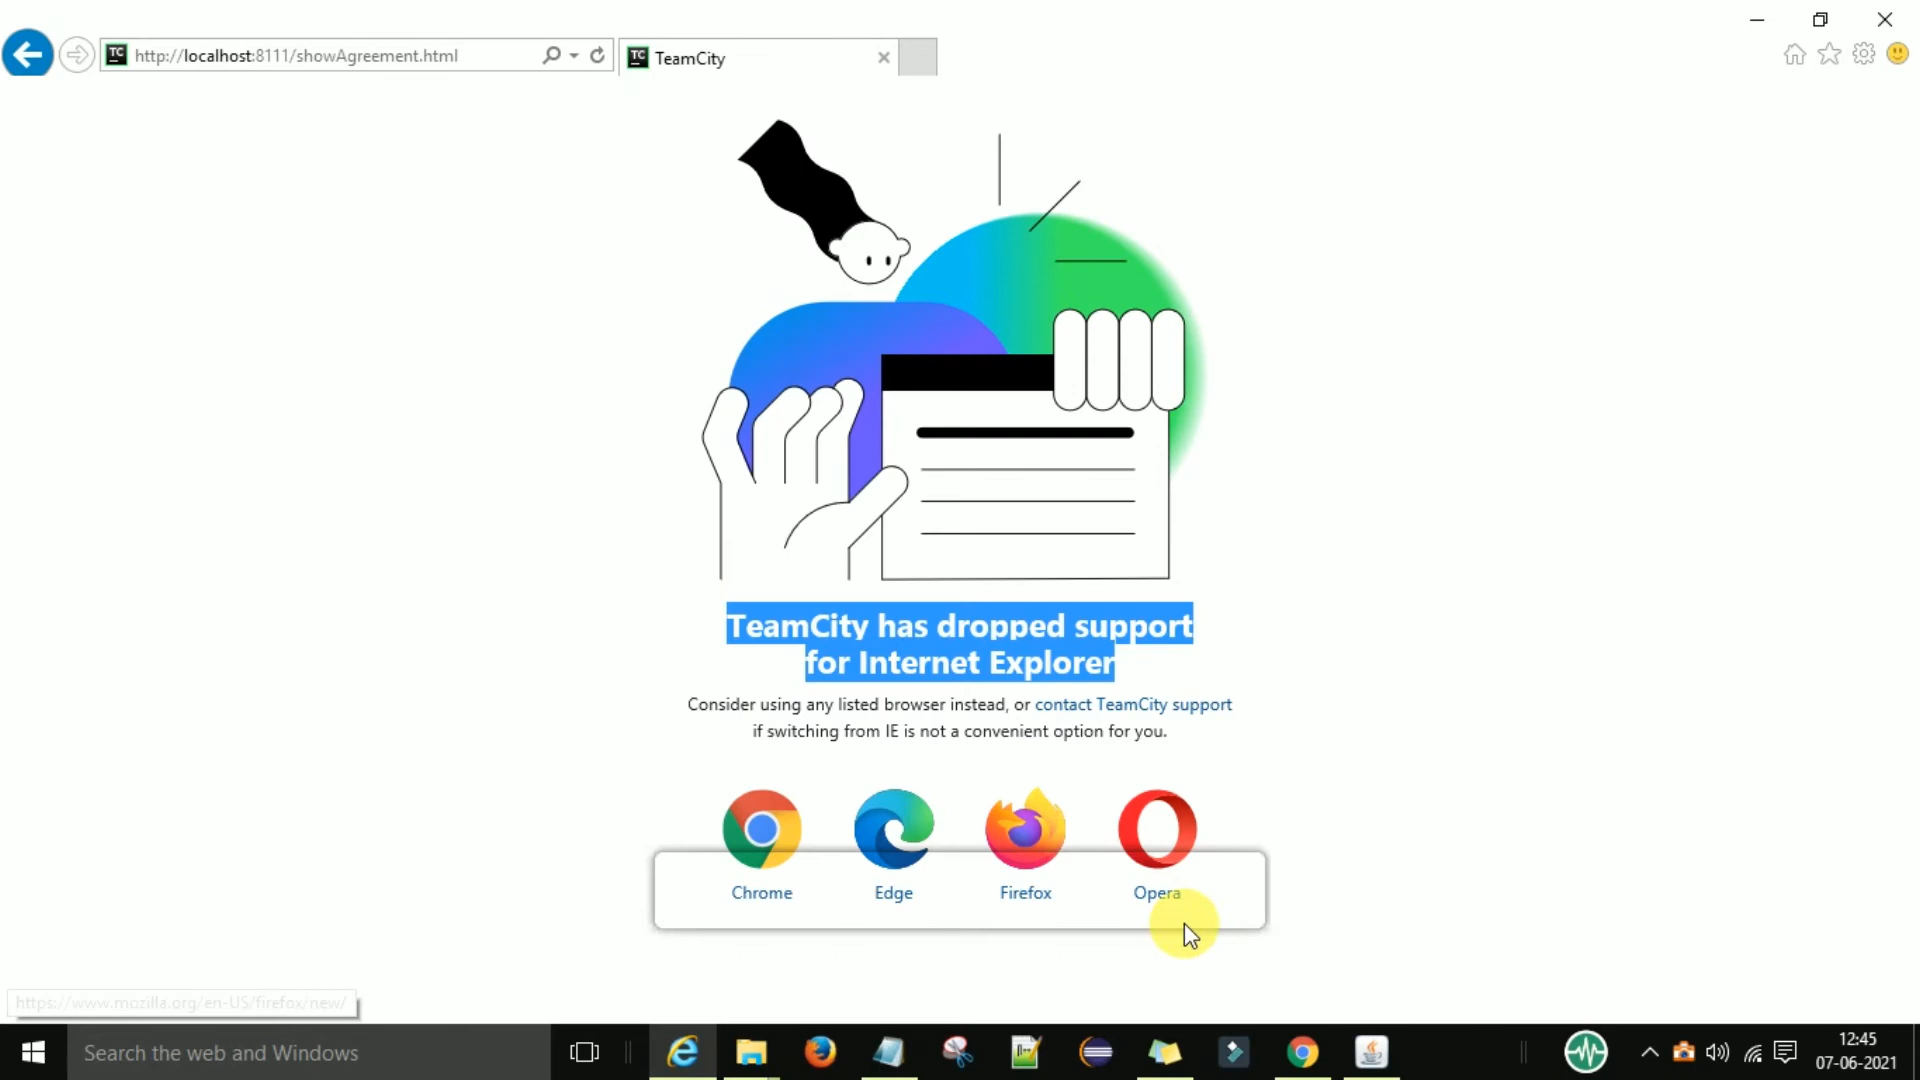 TC
http://localhost:8111/showAgreement.html
TC
TeamCity
TeamCity has dropped support
for Internet Explorer
Consider using any listed browser instead, or contact TeamCity support
if switching from IE is not a convenient option for you.
Chrome
Edge
Firefox
Opera
https://www.mozilla.org/en-US/firefox/new/
Search the web and Windows
12:45
07-06-2021